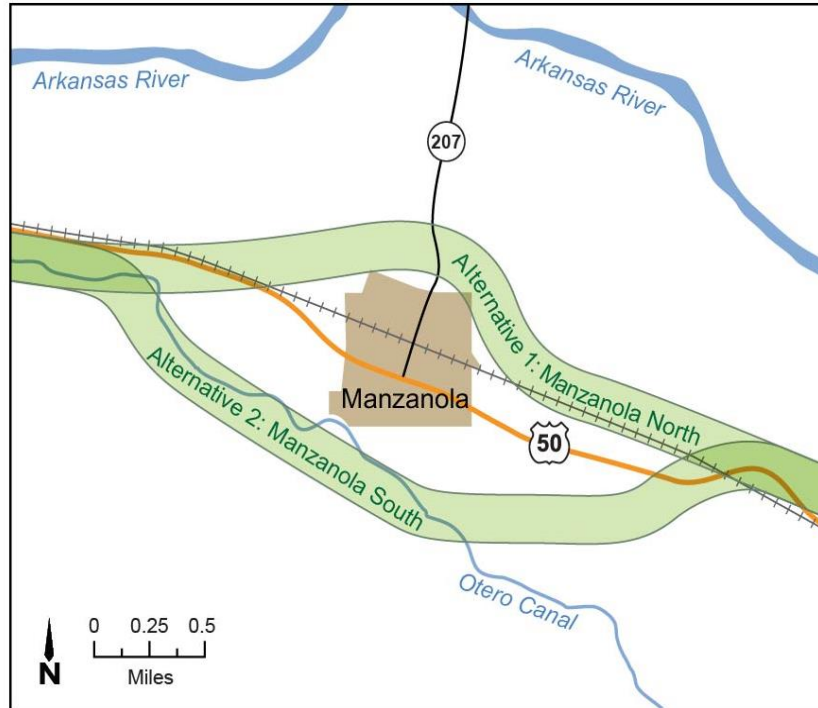 Arkansas River
Arkansas River
207
Alternative 1: Manzanola North
Manzanola
Alternative 2: Manzanola South
50
Otero Canal
0 0.25 0.5
Miles
N